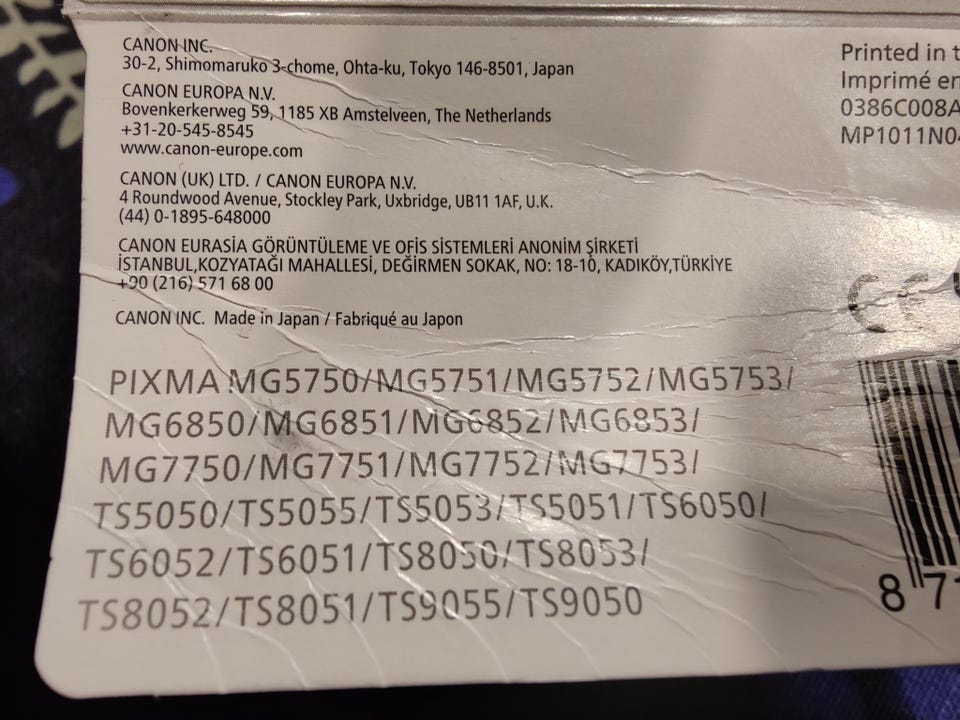 CANON INC.
30-2, Shimomaruko 3-chome, Ohta-ku, Tokyo 146-8501, Japan
CANON EUROPA N.V.
Bovenkerkerweg 59, 1185 XB Amstelveen, The Netherlands
+31-20-545-8545
www.canon-europe.com
CANON (UK) LTD. / CANON EUROPA N.V.
4 Roundwood Avenue, Stockley Park, Uxbridge, UB11 1AF, U.K.
(44) 0-1895-648000
CANON EURASİA GÖRÜNTÜLEME VE OFİS SİSTEMLERİ ANONİM ŞİRKETİ
İSTANBUL,KOZYATAĞI MAHALLESİ, DEĞİRMEN SOKAK, NO: 18-10, KADIKÖY,TÜRKİYE
+90 (216) 571 68 00
CANON INC. Made in Japan / Fabriqué au Japon
PIXMA MG5750/MG5751/MG5752/MG5753/
MG6850/MG6851/MG6852/MG6853/
MG7750/MG7751/MG7752/MG7753/
TS5050/TS5055/TS5053/TS5051/TS6050/
TS6052/TS6051/TS8050/TS8053/
TS8052/TS8051/TS9055/TS9050
Printed in
Imprimé en
0386C008A
MP1011N0
CE
8 7